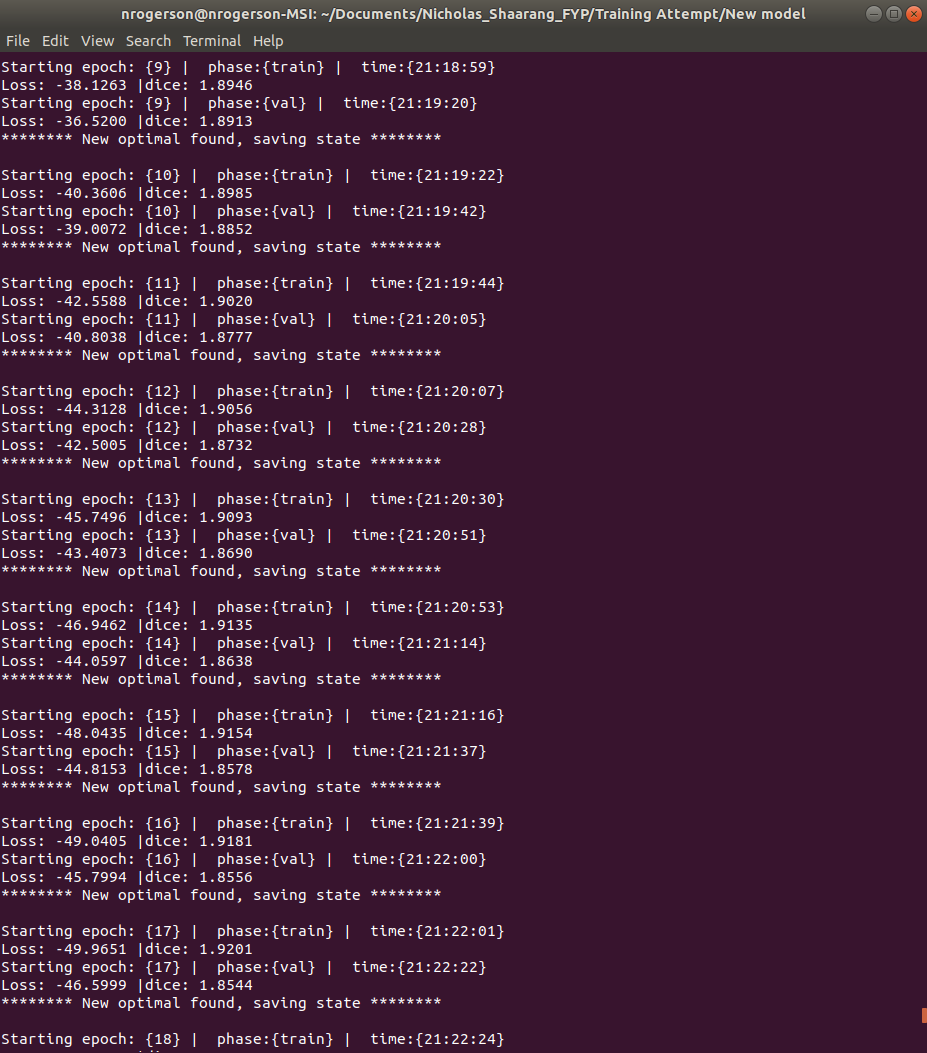 nrogerson@nrogerson-MSI: ~/Documents/Nicholas_Shaarang_FYP/Training Attempt/New model
File Edit View Search Terminal Help
Starting epoch: {9} |  phase:{train} |  time:{21:18:59}
Loss: -38.1263 |dice: 1.8946
Starting epoch: {9} |  phase:{val} |  time:{21:19:20}
Loss: -36.5200 |dice: 1.8913
******** New optimal found, saving state ********

Starting epoch: {10} |  phase:{train} |  time:{21:19:22}
Loss: -40.3606 |dice: 1.8985
Starting epoch: {10} |  phase:{val} |  time:{21:19:42}
Loss: -39.0072 |dice: 1.8852
******** New optimal found, saving state ********

Starting epoch: {11} |  phase:{train} |  time:{21:19:44}
Loss: -42.5588 |dice: 1.9020
Starting epoch: {11} |  phase:{val} |  time:{21:20:05}
Loss: -40.8038 |dice: 1.8777
******** New optimal found, saving state ********

Starting epoch: {12} |  phase:{train} |  time:{21:20:07}
Loss: -44.3128 |dice: 1.9056
Starting epoch: {12} |  phase:{val} |  time:{21:20:28}
Loss: -42.5005 |dice: 1.8732
******** New optimal found, saving state ********

Starting epoch: {13} |  phase:{train} |  time:{21:20:30}
Loss: -45.7496 |dice: 1.9093
Starting epoch: {13} |  phase:{val} |  time:{21:20:51}
Loss: -43.4073 |dice: 1.8690
******** New optimal found, saving state ********

Starting epoch: {14} |  phase:{train} |  time:{21:20:53}
Loss: -46.9462 |dice: 1.9135
Starting epoch: {14} |  phase:{val} |  time:{21:21:14}
Loss: -44.0597 |dice: 1.8638
******** New optimal found, saving state ********

Starting epoch: {15} |  phase:{train} |  time:{21:21:16}
Loss: -48.0435 |dice: 1.9154
Starting epoch: {15} |  phase:{val} |  time:{21:21:37}
Loss: -44.8153 |dice: 1.8578
******** New optimal found, saving state ********

Starting epoch: {16} |  phase:{train} |  time:{21:21:39}
Loss: -49.0405 |dice: 1.9181
Starting epoch: {16} |  phase:{val} |  time:{21:22:00}
Loss: -45.7994 |dice: 1.8556
******** New optimal found, saving state ********

Starting epoch: {17} |  phase:{train} |  time:{21:22:01}
Loss: -49.9651 |dice: 1.9201
Starting epoch: {17} |  phase:{val} |  time:{21:22:22}
Loss: -46.5999 |dice: 1.8544
******** New optimal found, saving state ********

Starting epoch: {18} |  phase:{train} |  time:{21:22:24}